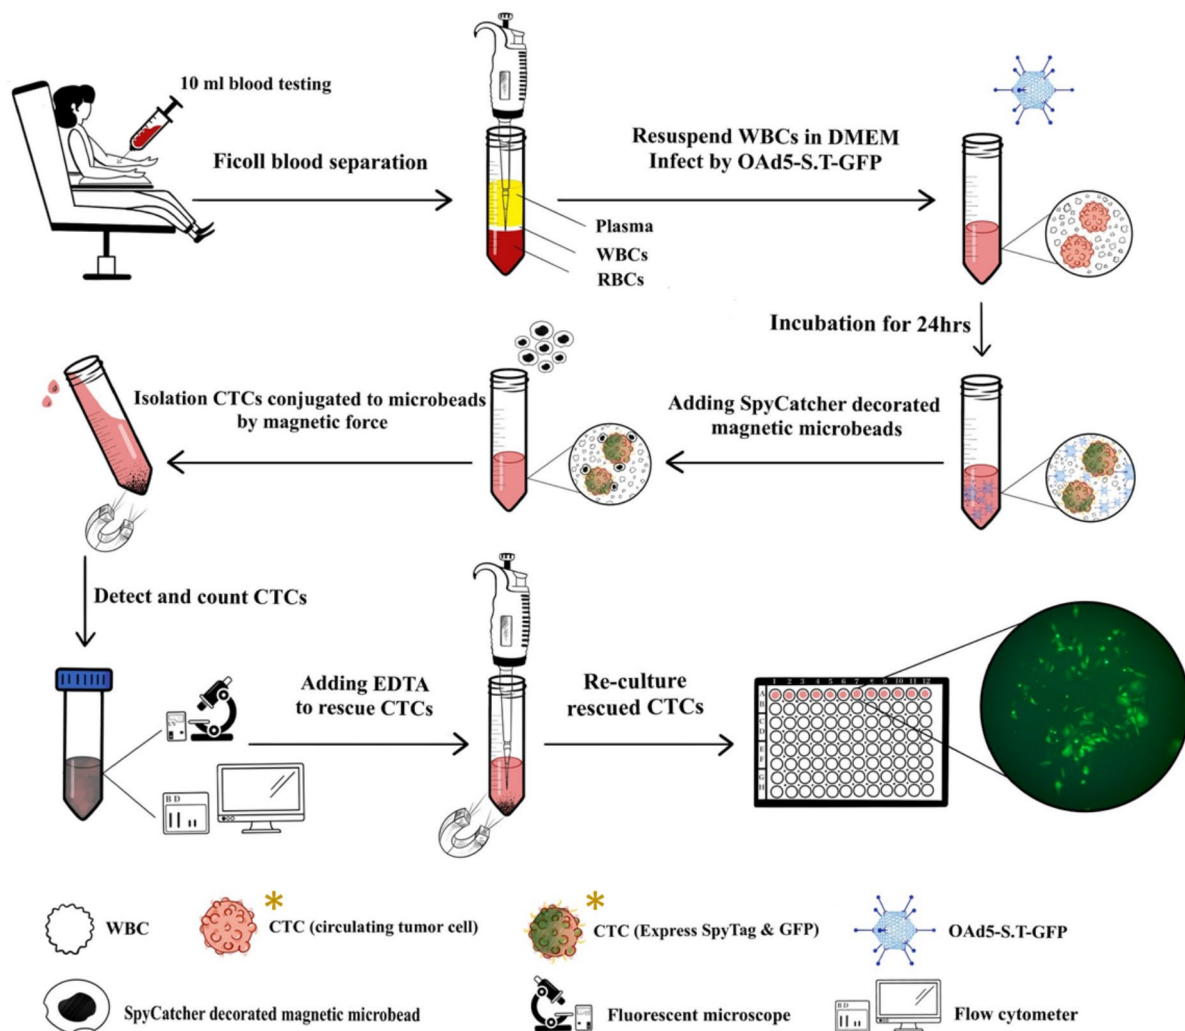 10 ml blood testing
Ficoll blood separation
Resuspend WBCs in DMEM
Infect by OAd5-S.T-GFP
Plasma
WBCs
RBCs
Incubation for 24hrs
Adding SpyCatcher decorated
magnetic microbeads
Isolation CTCs conjugated to microbeads
by magnetic force
Detect and count CTCs
B D
Adding EDTA
to rescue CTCs
Re-culture
rescued CTCs
1 2 3 4 5 6 7 8 9 10 11 12
A
B
C
D
E
F
G
H
WBC
* CTC (circulating tumor cell)
* CTC (Express SpyTag & GFP)
OAd5-S.T-GFP
SpyCatcher decorated magnetic microbead
Fluorescent microscope
B D
Flow cytometer